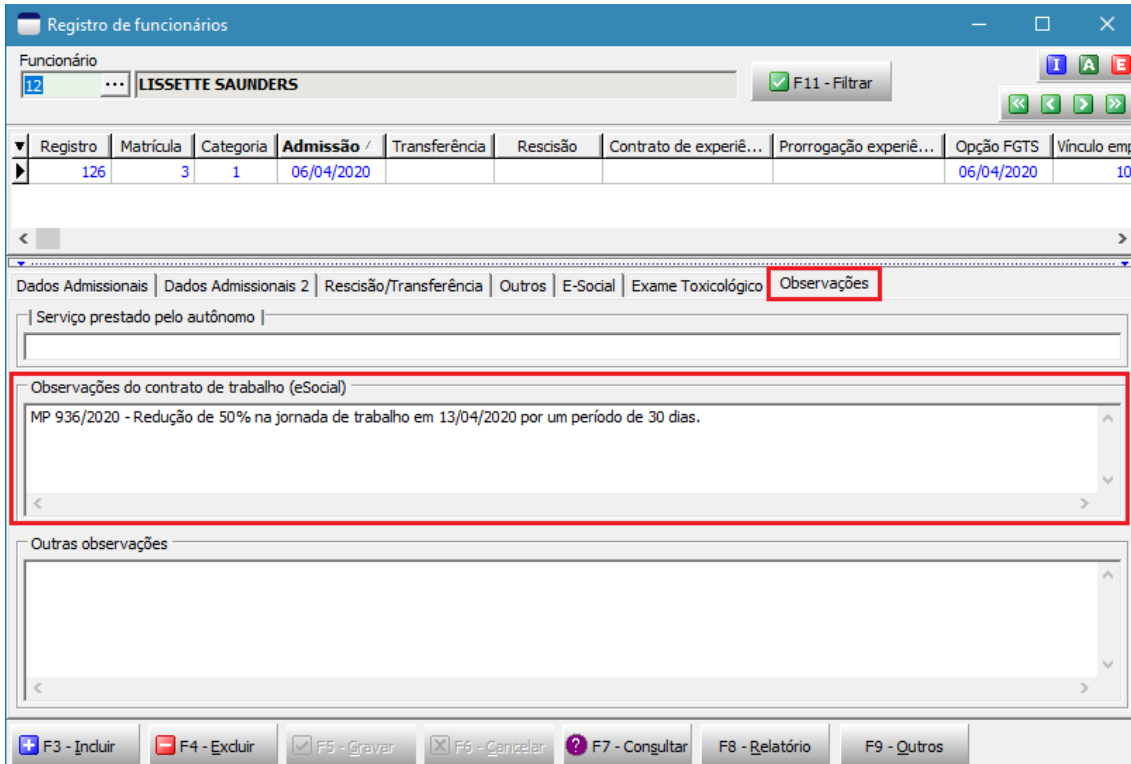 Registro de funcionários
Funcionário
12 ... LISSETTE SAUNDERS
F11 - Filtrar
I A E
Registro Matrícula Categoria Admissão Transferência Rescisão Contrato de experiê... Prorrogação experiê... Opção FGTS Vínculo emp
126 3 1 06/04/2020 06/04/2020 10
Dados Admissionais Dados Admissionais 2 Rescisão/Transferência Outros E-Social Exame Toxicológico Observações
| Serviço prestado pelo autônomo |
Observações do contrato de trabalho (eSocial)
MP 936/2020 - Redução de 50% na jornada de trabalho em 13/04/2020 por um período de 30 dias.
Outras observações
F3 - Incluir F4 - Excluir F5 - Gravar F6 - Cancelar F7 - Consultar F8 - Relatório F9 - Outros